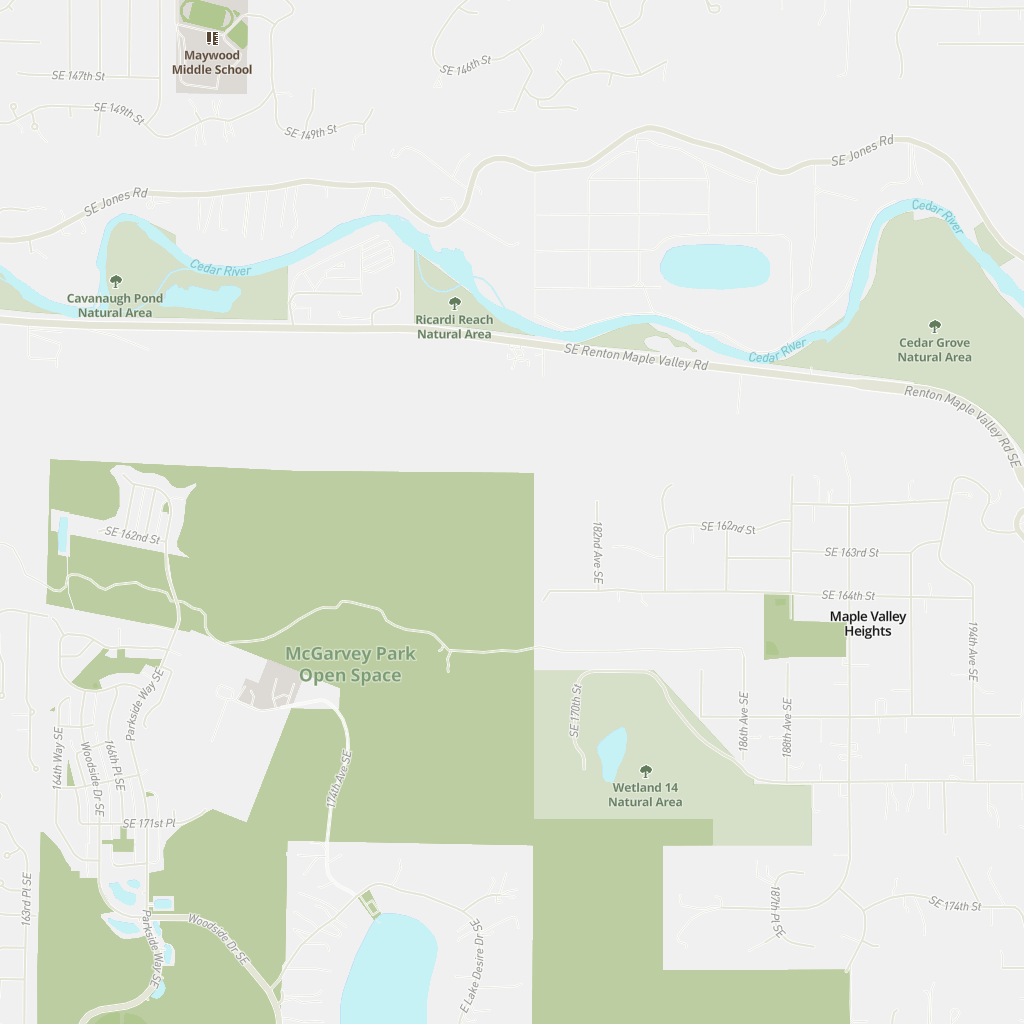 Maywood
Middle School
SE 146th St
SE 147th St
SE 149th St
SE 149th St
SE Jones Rd
SE Jones Rd
Cedar River
Cedar River
Cavanaugh Pond
Natural Area
Ricardi Reach
Natural Area
Cedar Grove
Natural Area
SE Renton Maple Valley Rd
Cedar River
Renton Maple Valley Rd SE
SE 162nd St
182nd Ave SE
SE 162nd St
SE 163rd St
SE 164th St
Maple Valley
Heights
194th Ave SE
McGarvey Park
Open Space
Parkside Way SE
164th Way SE
Woodside Dr SE
166th Pl SE
174th Ave SE
SE 170th St
186th Ave SE
188th Ave SE
Wetland 14
Natural Area
SE 171st Pl
163rd Pl SE
Parkside Way SE
Woodside Dr SE
E Lake Desire Dr SE
187th Pl SE
SE 174th St